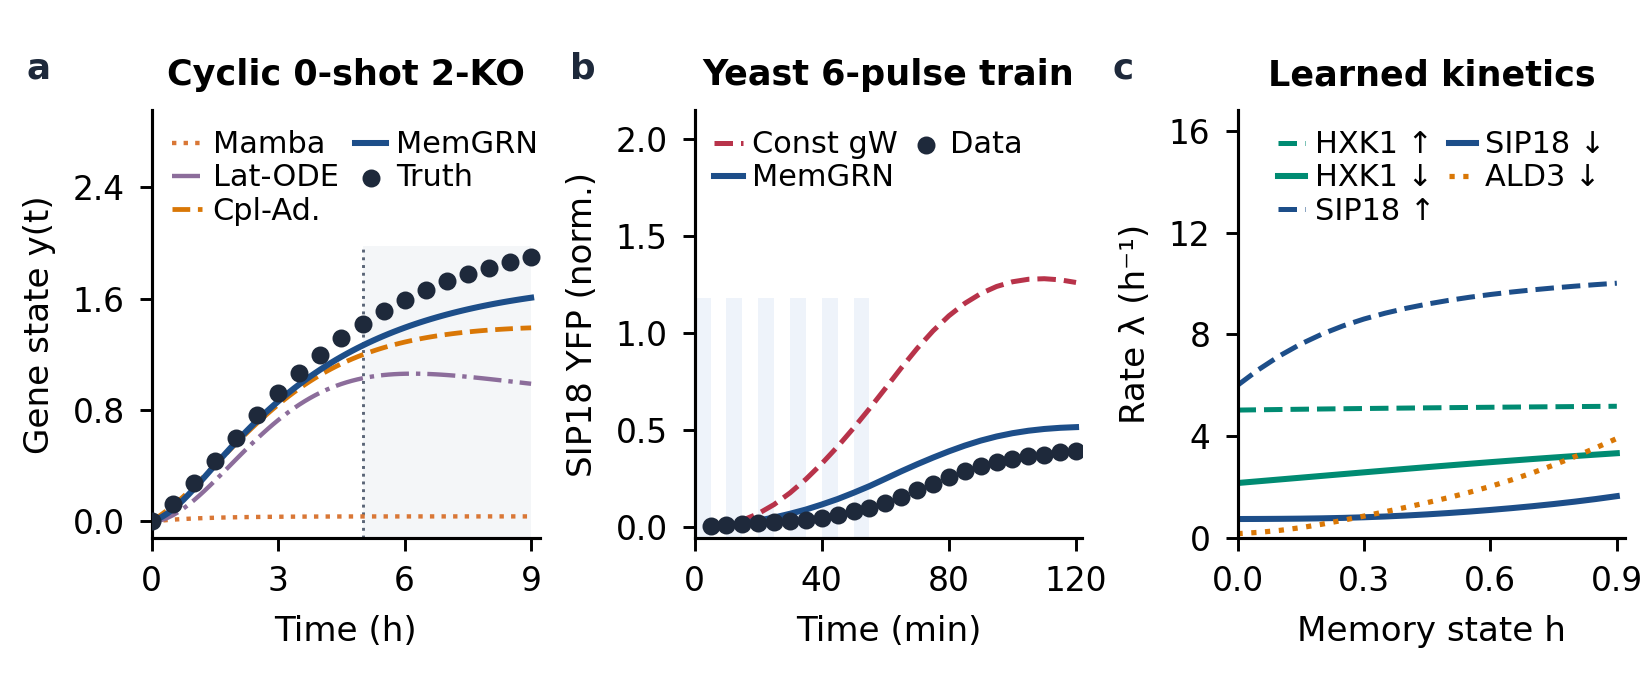 a
Cyclic 0-shot 2-KO
Mamba
Lat-ODE
Cpl-Ad.
MemGRN
Truth
Gene state y(t)
2.4
1.6
0.8
0.0
0
3
6
9
Time (h)
b
Yeast 6-pulse train
Const gW
MemGRN
Data
SIP18 YFP (norm.)
2.0
1.5
1.0
0.5
0.0
0
40
80
120
Time (min)
c
Learned kinetics
HXK1 ↑
HXK1 ↓
SIP18 ↑
SIP18 ↓
ALD3 ↓
Rate λ (h⁻¹)
16
12
8
4
0
0.0
0.3
0.6
0.9
Memory state h